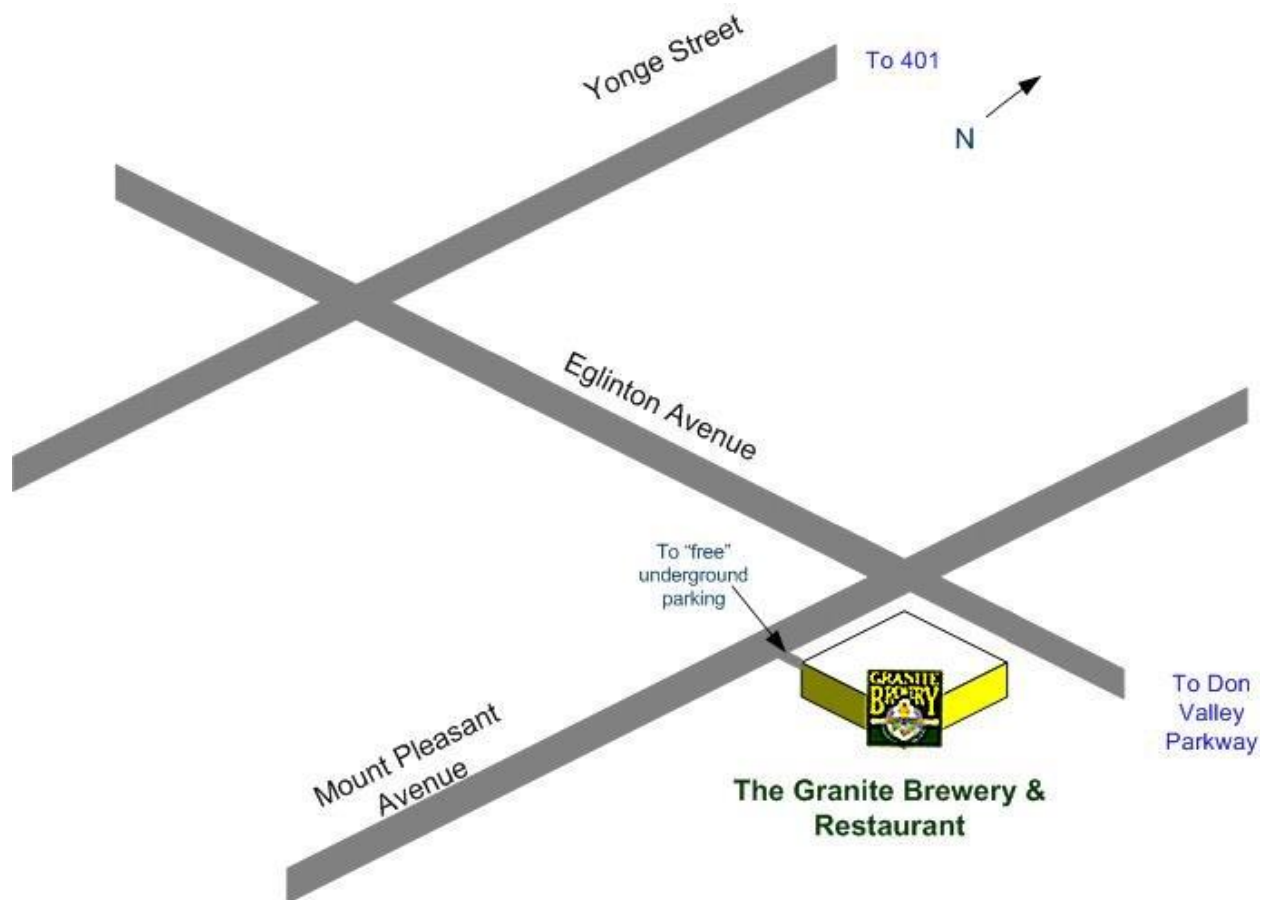 Yonge Street
To 401
N
Eglinton Avenue
To “free”
underground
parking
GRANITE
BREWERY
To Don
Valley
Parkway
Mount Pleasant
Avenue
The Granite Brewery &
Restaurant